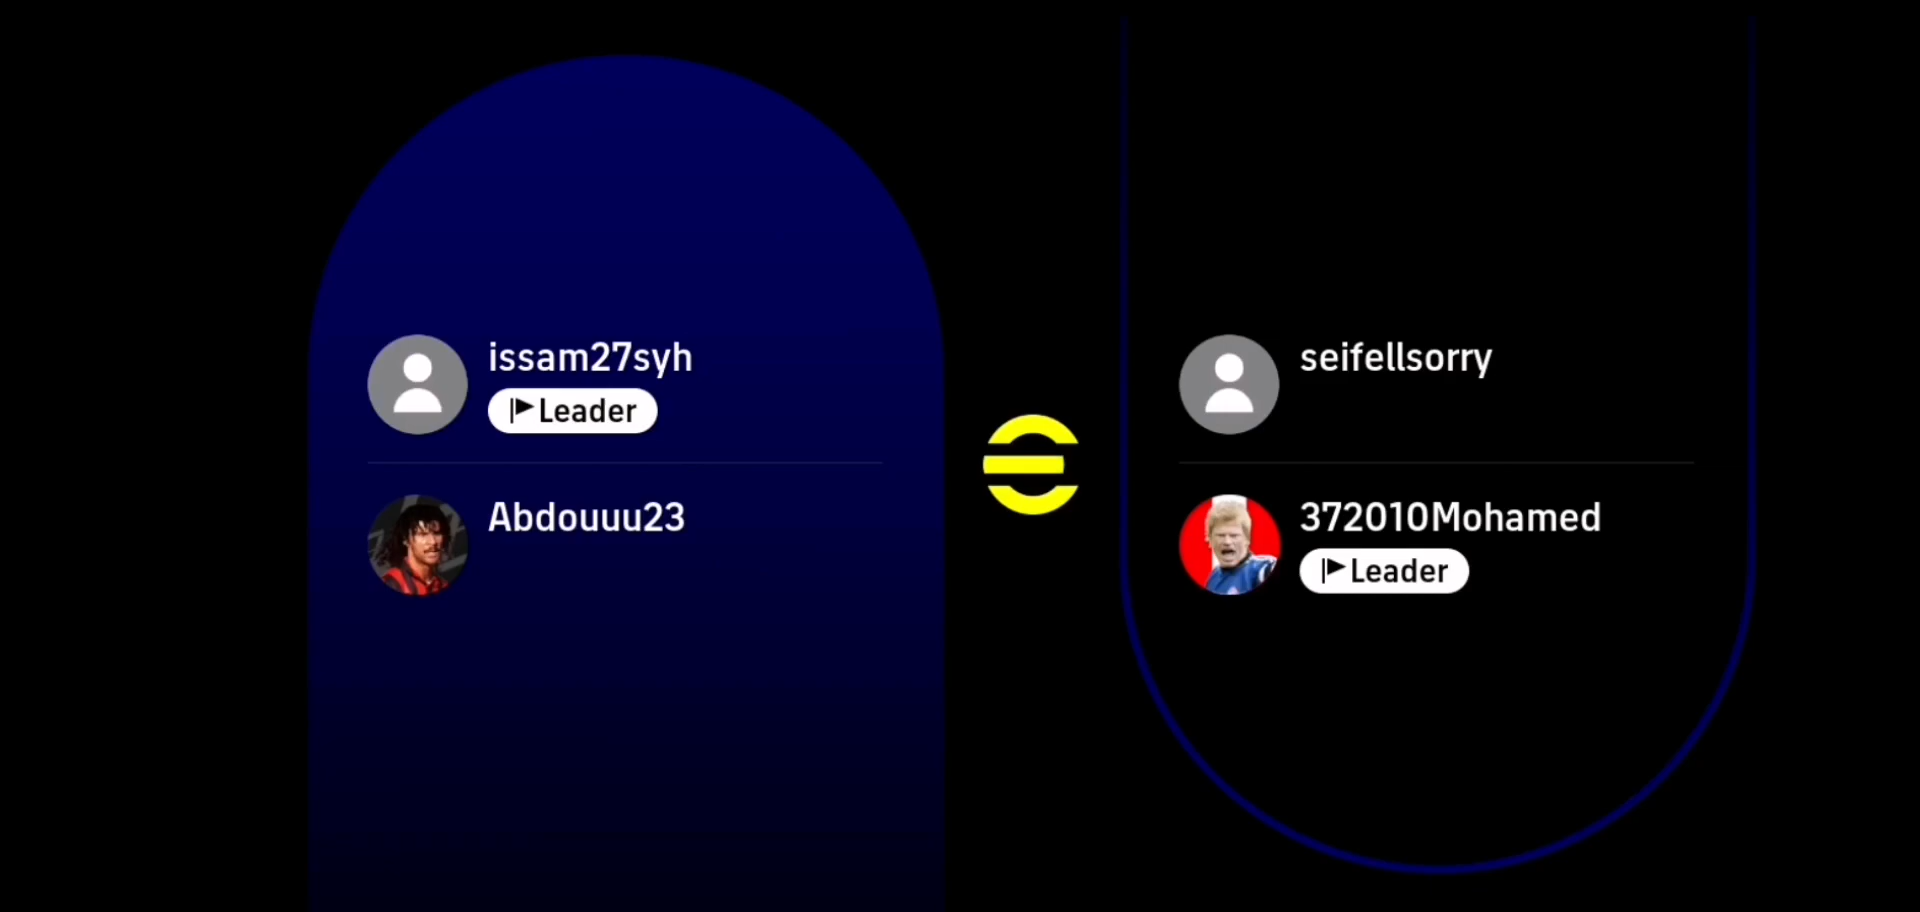 issam27syh
Leader
Abdouuu23
seifellsorry
372010Mohamed
Leader